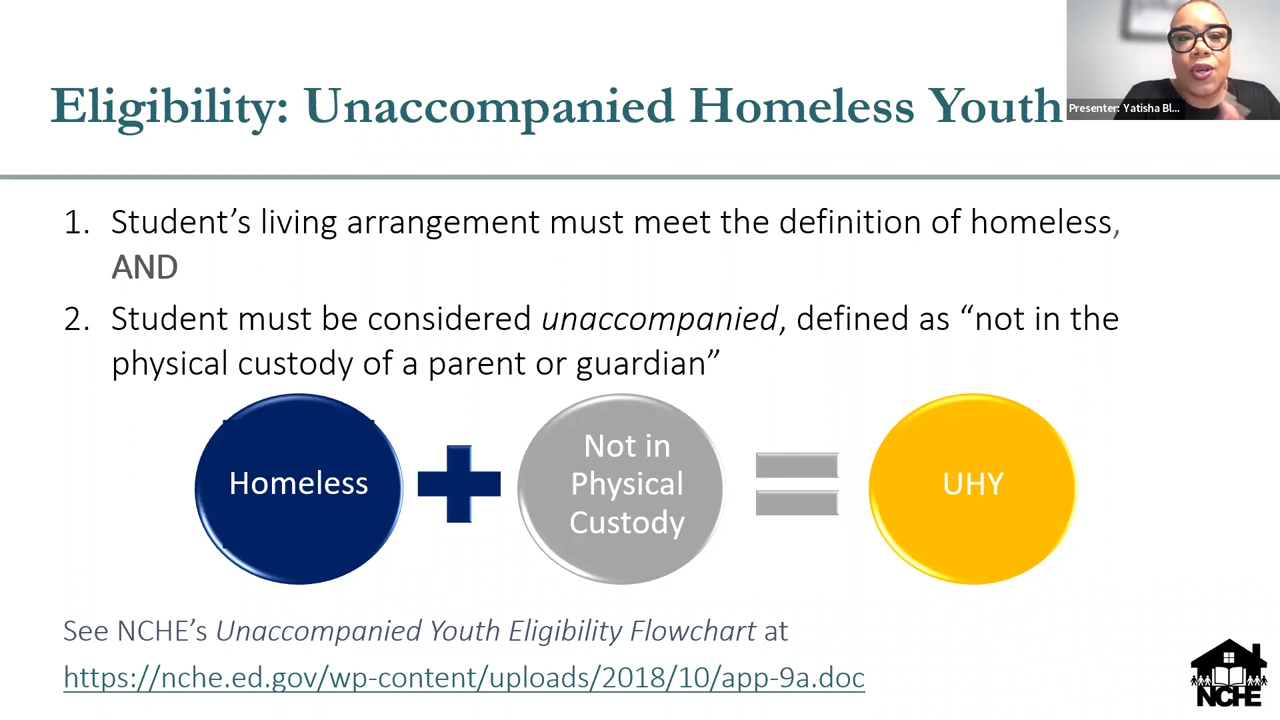 Eligibility: Unaccompanied Homeless Youth
Presenter: Yatisha Bl...
1. Student’s living arrangement must meet the definition of homeless,
AND
2. Student must be considered unaccompanied, defined as “not in the
physical custody of a parent or guardian”
Homeless
Not in
Physical
Custody
UHY
See NCHE’s Unaccompanied Youth Eligibility Flowchart at
https://nche.ed.gov/wp-content/uploads/2018/10/app-9a.doc
NCHE